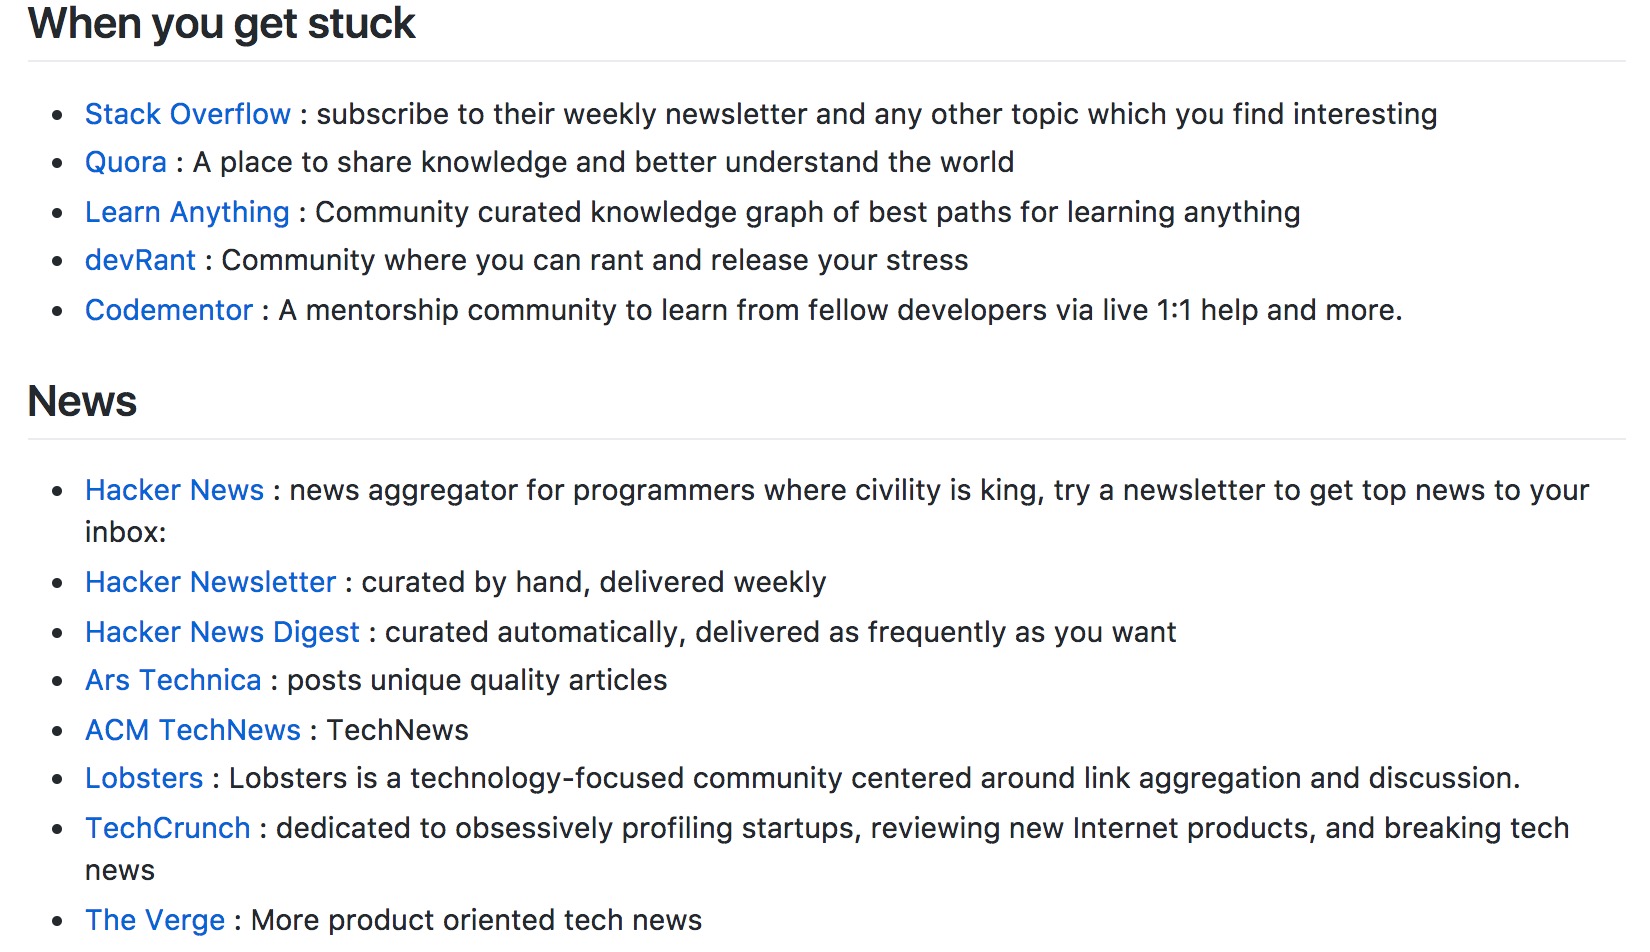 When you get stuck
Stack Overflow : subscribe to their weekly newsletter and any other topic which you find interesting
Quora : A place to share knowledge and better understand the world
Learn Anything : Community curated knowledge graph of best paths for learning anything
devRant : Community where you can rant and release your stress
Codementor : A mentorship community to learn from fellow developers via live 1:1 help and more.
News
Hacker News : news aggregator for programmers where civility is king, try a newsletter to get top news to your
inbox:
Hacker Newsletter : curated by hand, delivered weekly
Hacker News Digest : curated automatically, delivered as frequently as you want
Ars Technica : posts unique quality articles
ACM TechNews : TechNews
Lobsters : Lobsters is a technology-focused community centered around link aggregation and discussion.
TechCrunch : dedicated to obsessively profiling startups, reviewing new Internet products, and breaking tech
news
The Verge : More product oriented tech news